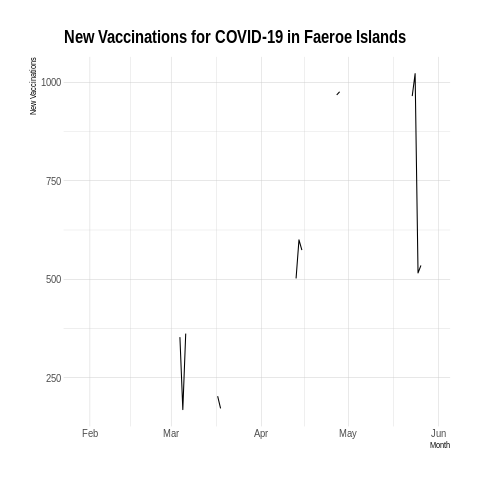 New Vaccinations for COVID-19 in Faeroe Islands
New Vaccinations
1000
750
500
250
Feb Mar Apr May Jun
Month